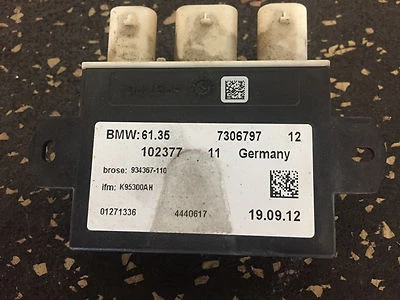 BMW: 61.35 7306797 12
102377 11 Germany
brose: 934367-110
ifm: K95300AH
01271336 4440617 19.09.12